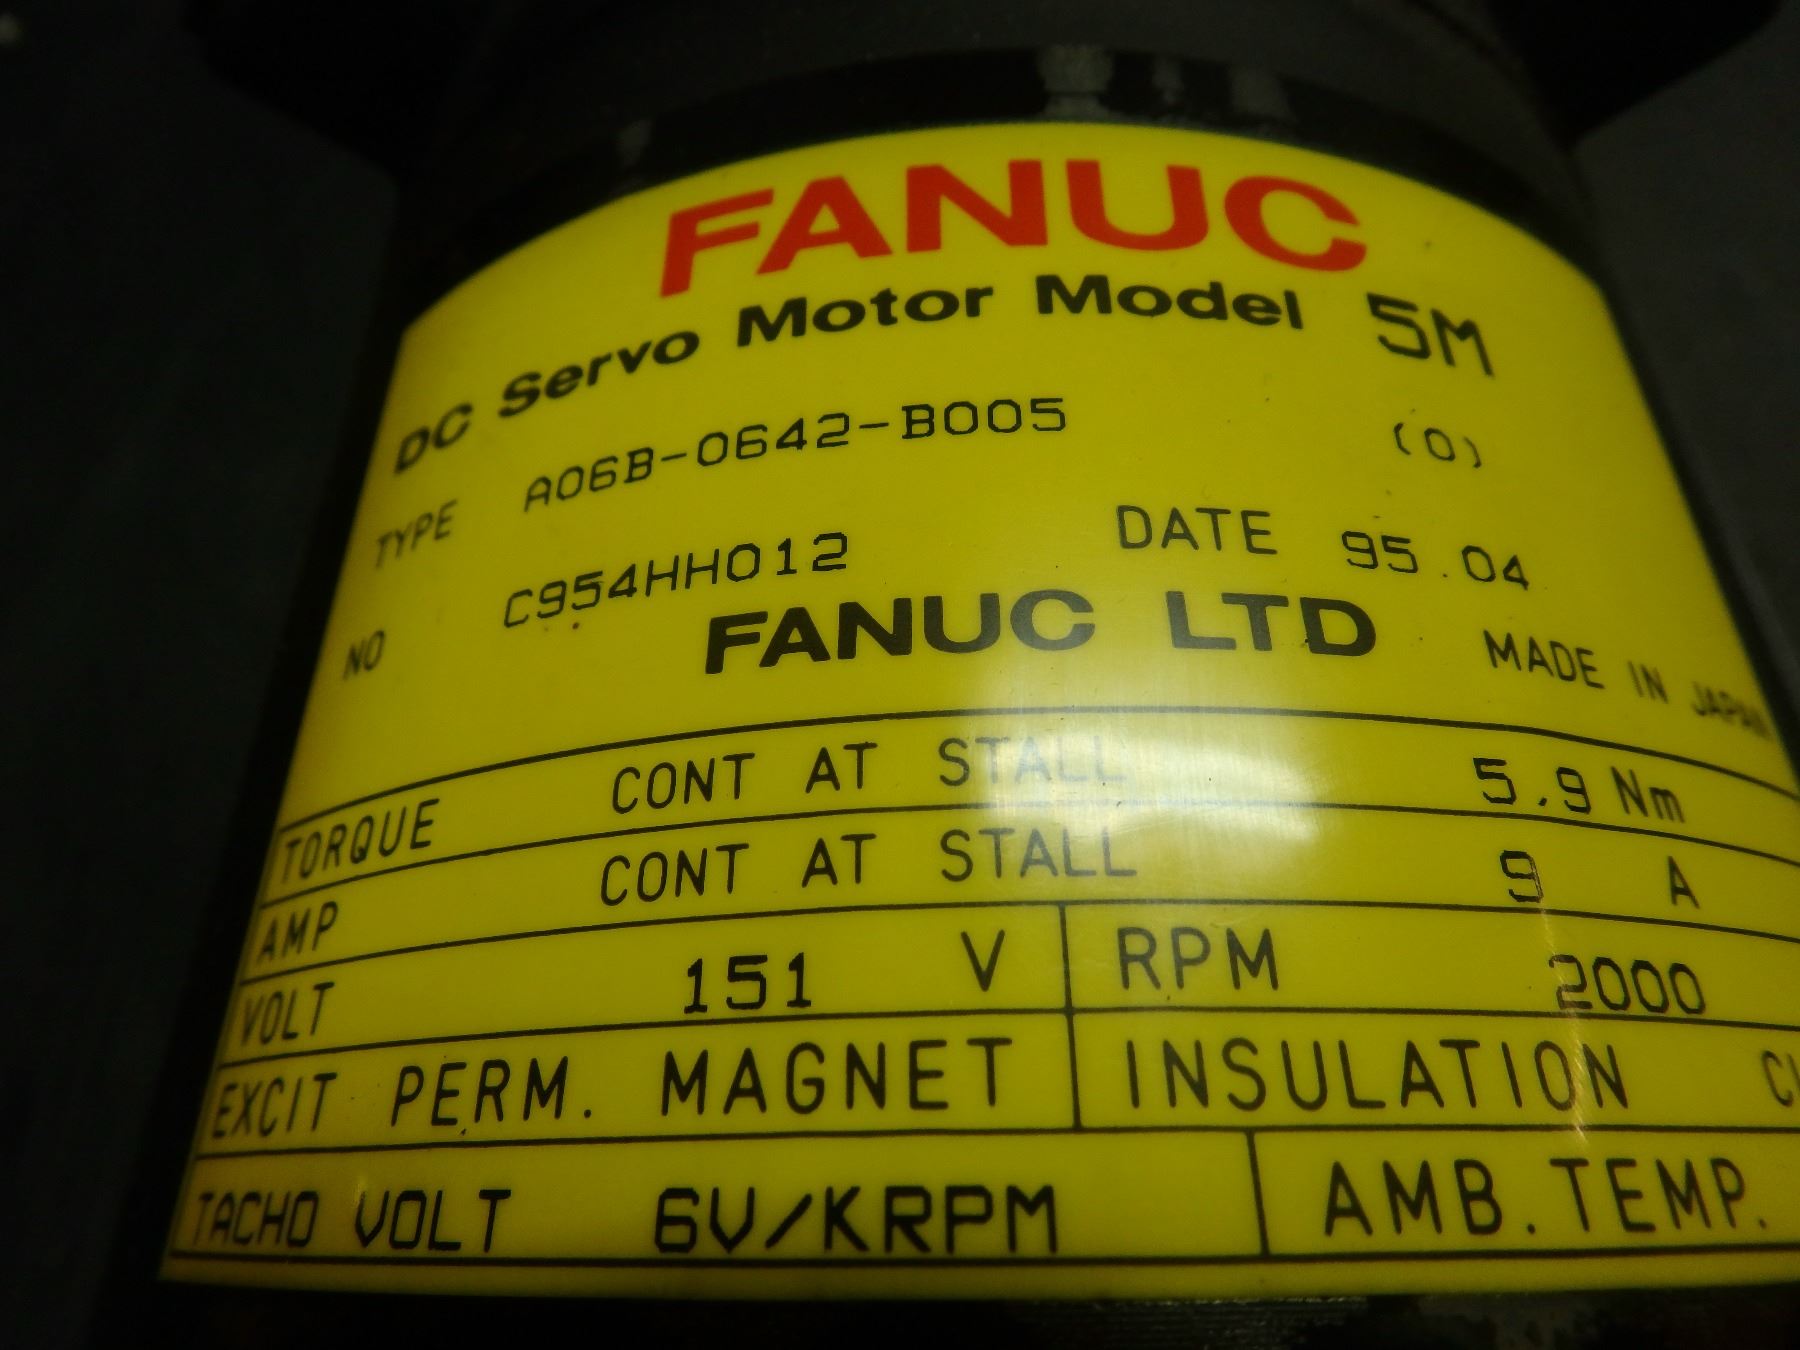 FANUC
DC Servo Motor Model 5M
TYPE A06B-0642-B005 (0)
NO C954HH012 DATE 95.04
FANUC LTD MADE IN JAPAN
TORQUE CONT AT STALL 5.9 Nm
AMP CONT AT STALL 9 A
VOLT 151 V RPM 2000
EXCIT PERM. MAGNET INSULATION
TACHO VOLT 6V/KRPM AMB. TEMP.